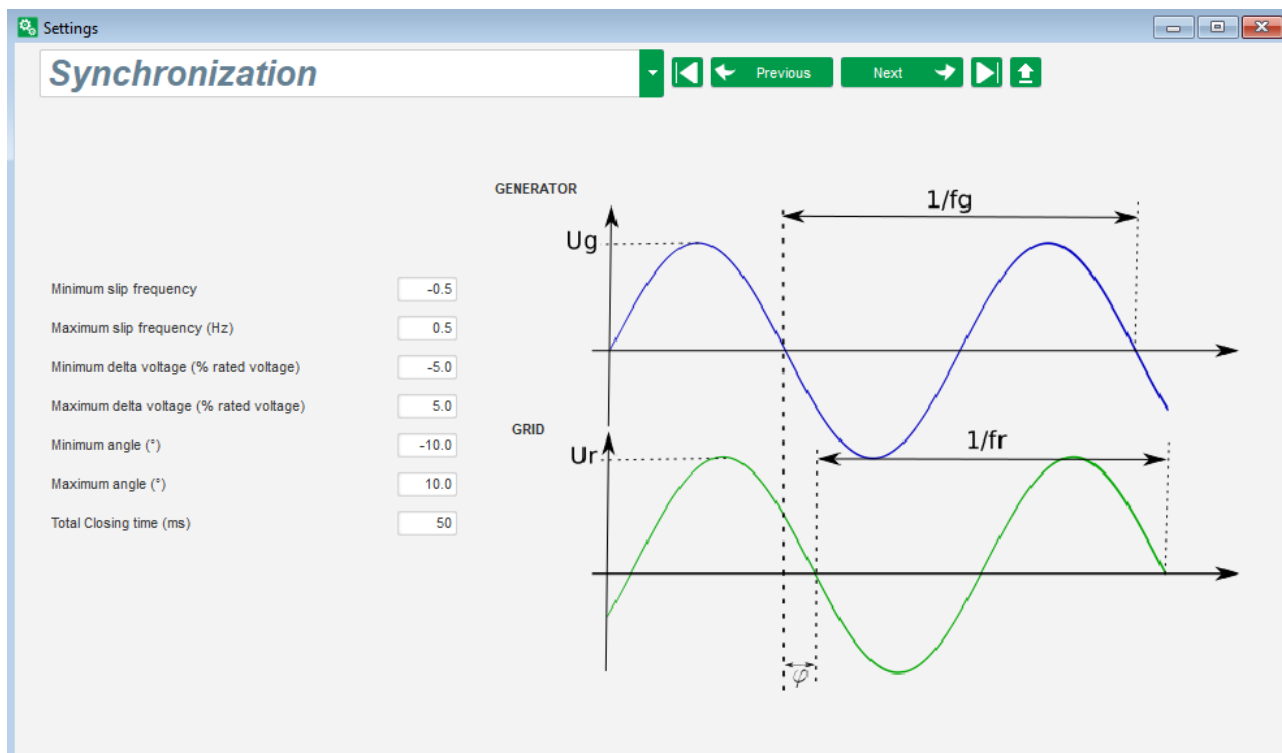 Settings
Synchronization
Previous
Next
GENERATOR
1/fg
Ug
Minimum slip frequency -0.5
Maximum slip frequency (Hz) 0.5
Minimum delta voltage (% rated voltage) -5.0
Maximum delta voltage (% rated voltage) 5.0
Minimum angle (°) -10.0
Maximum angle (°) 10.0
Total Closing time (ms) 50
GRID
1/fr
Ur
φ